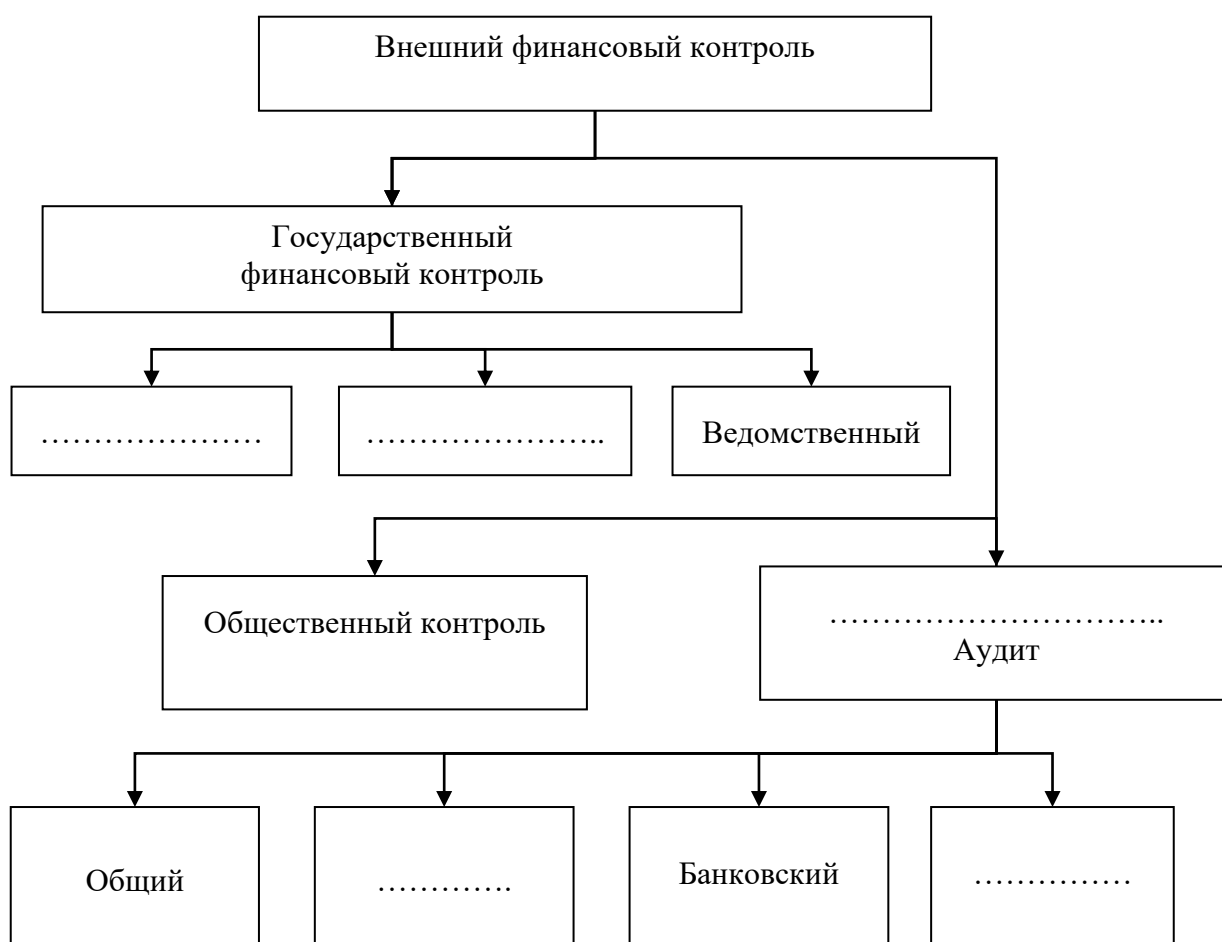 Внешний финансовый контроль
Государственный
финансовый контроль
…………………
…………………..
Ведомственный
Общественный контроль
…………………………..
Аудит
Общий
………….
Банковский
……………